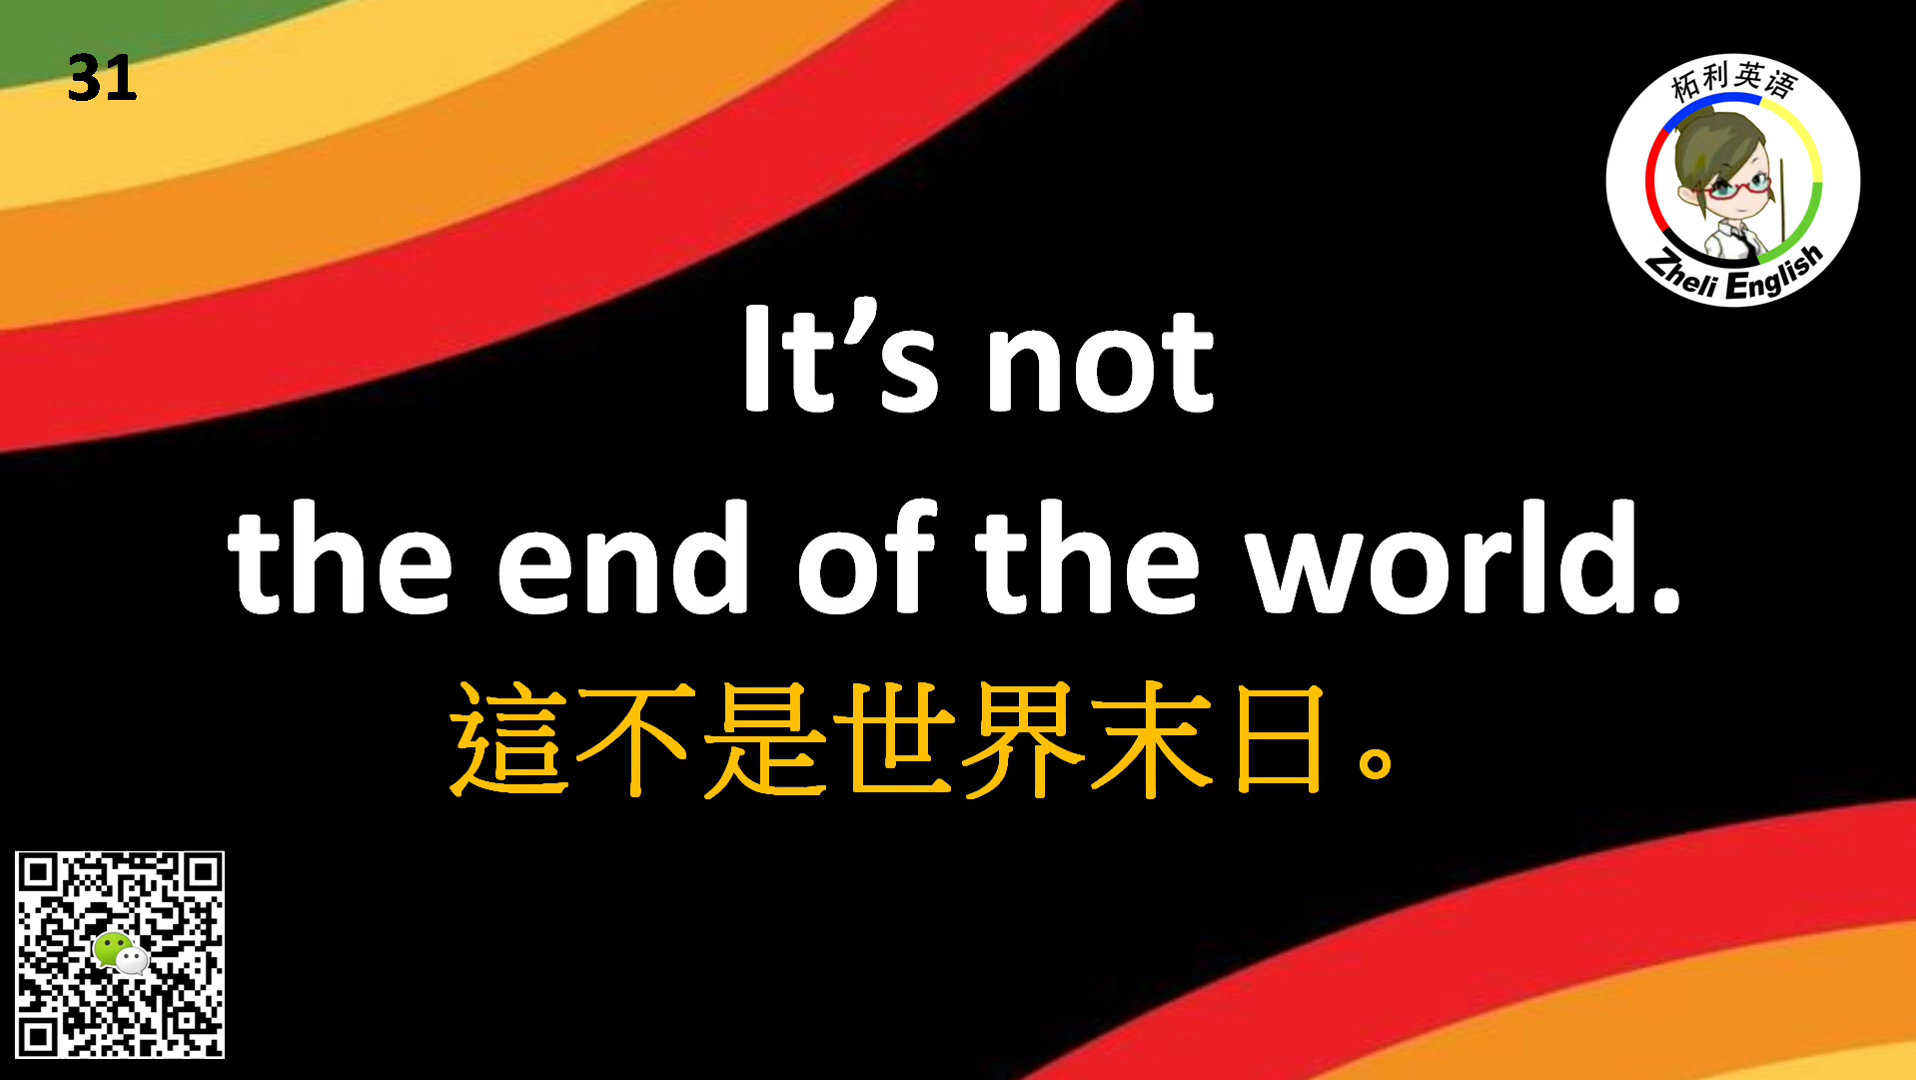 31
柘利英语
Zheli English
It’s not
the end of the world.
這不是世界末日。